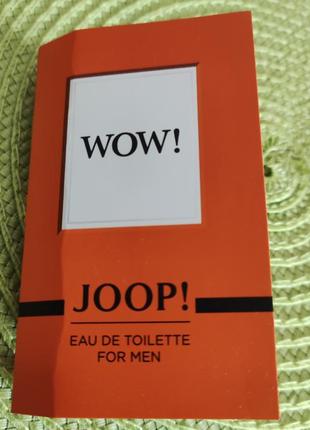 WOW!
JOOP!
EAU DE TOILETTE
FOR MEN